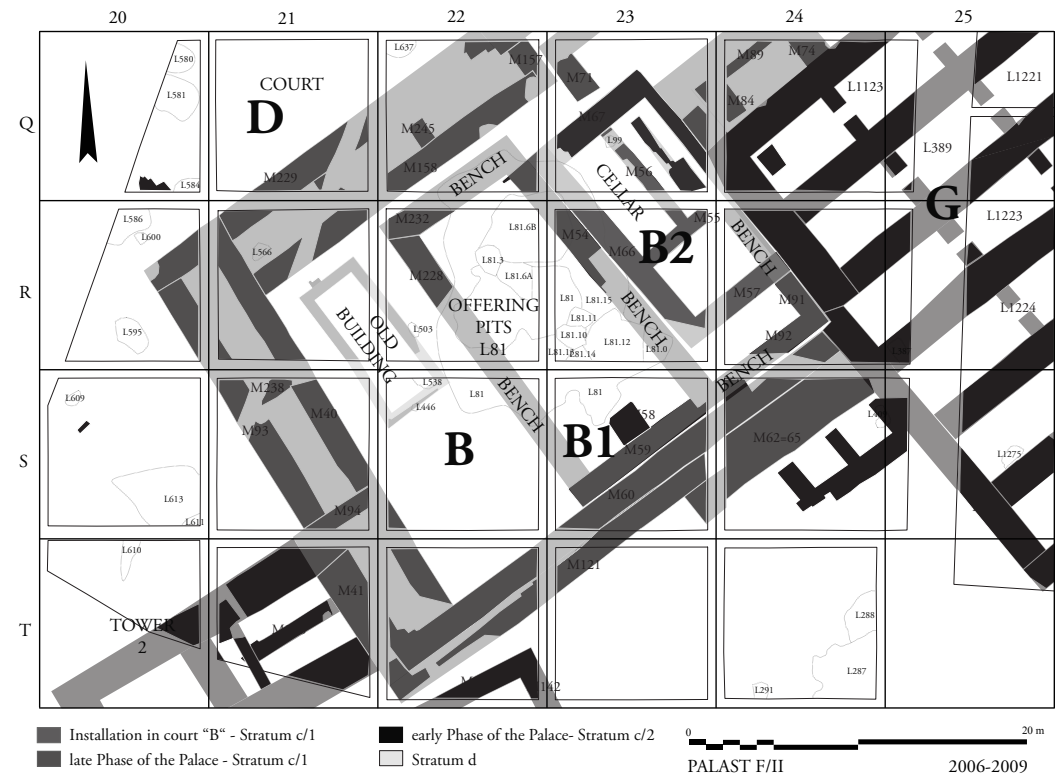 20
21
22
23
24
25
Q
R
S
T
L580
L581
L584
COURT
D
M229
L637
M157
M245
M158
BENCH
M71
M67
L99
M56
CELLAR
M89
M74
M84
L1123
L1221
L389
G
L1223
L586
L600
L595
L566
OLD
BUILDING
L503
M232
M228
L81.6B
L81.3
L81.6A
OFFERING
PITS
L81
M54
M66
B2
M55
L81
L81.15
L81.11
L81.10
L81.12
L81.14
L81.0
BENCH
BENCH
M57
M91
M92
BENCH
L1224
L609
L613
L611
M238
M93
M40
M94
L538
L446
L81
BENCH
B
L81
B1
M59
M60
M62=65
L1275
L610
TOWER
2
M41
M121
L288
L287
L291
Installation in court “B“ - Stratum c/1
late Phase of the Palace - Stratum c/1
early Phase of the Palace- Stratum c/2
Stratum d
0
20 m
PALAST F/II
2006-2009